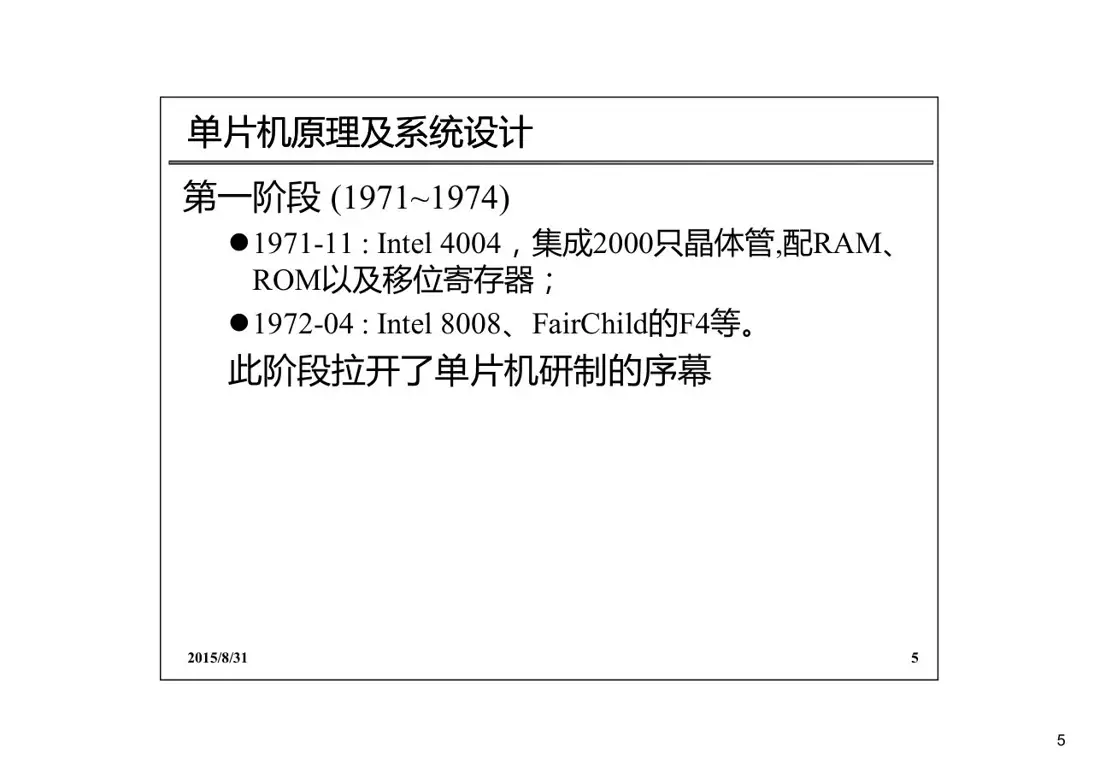 单片机原理及系统设计
第一阶段 (1971~1974)
●1971-11 : Intel 4004，集成2000只晶体管,配RAM、
ROM以及移位寄存器；
●1972-04 : Intel 8008、FairChild的F4等。
此阶段拉开了单片机研制的序幕
2015/8/31
5
5